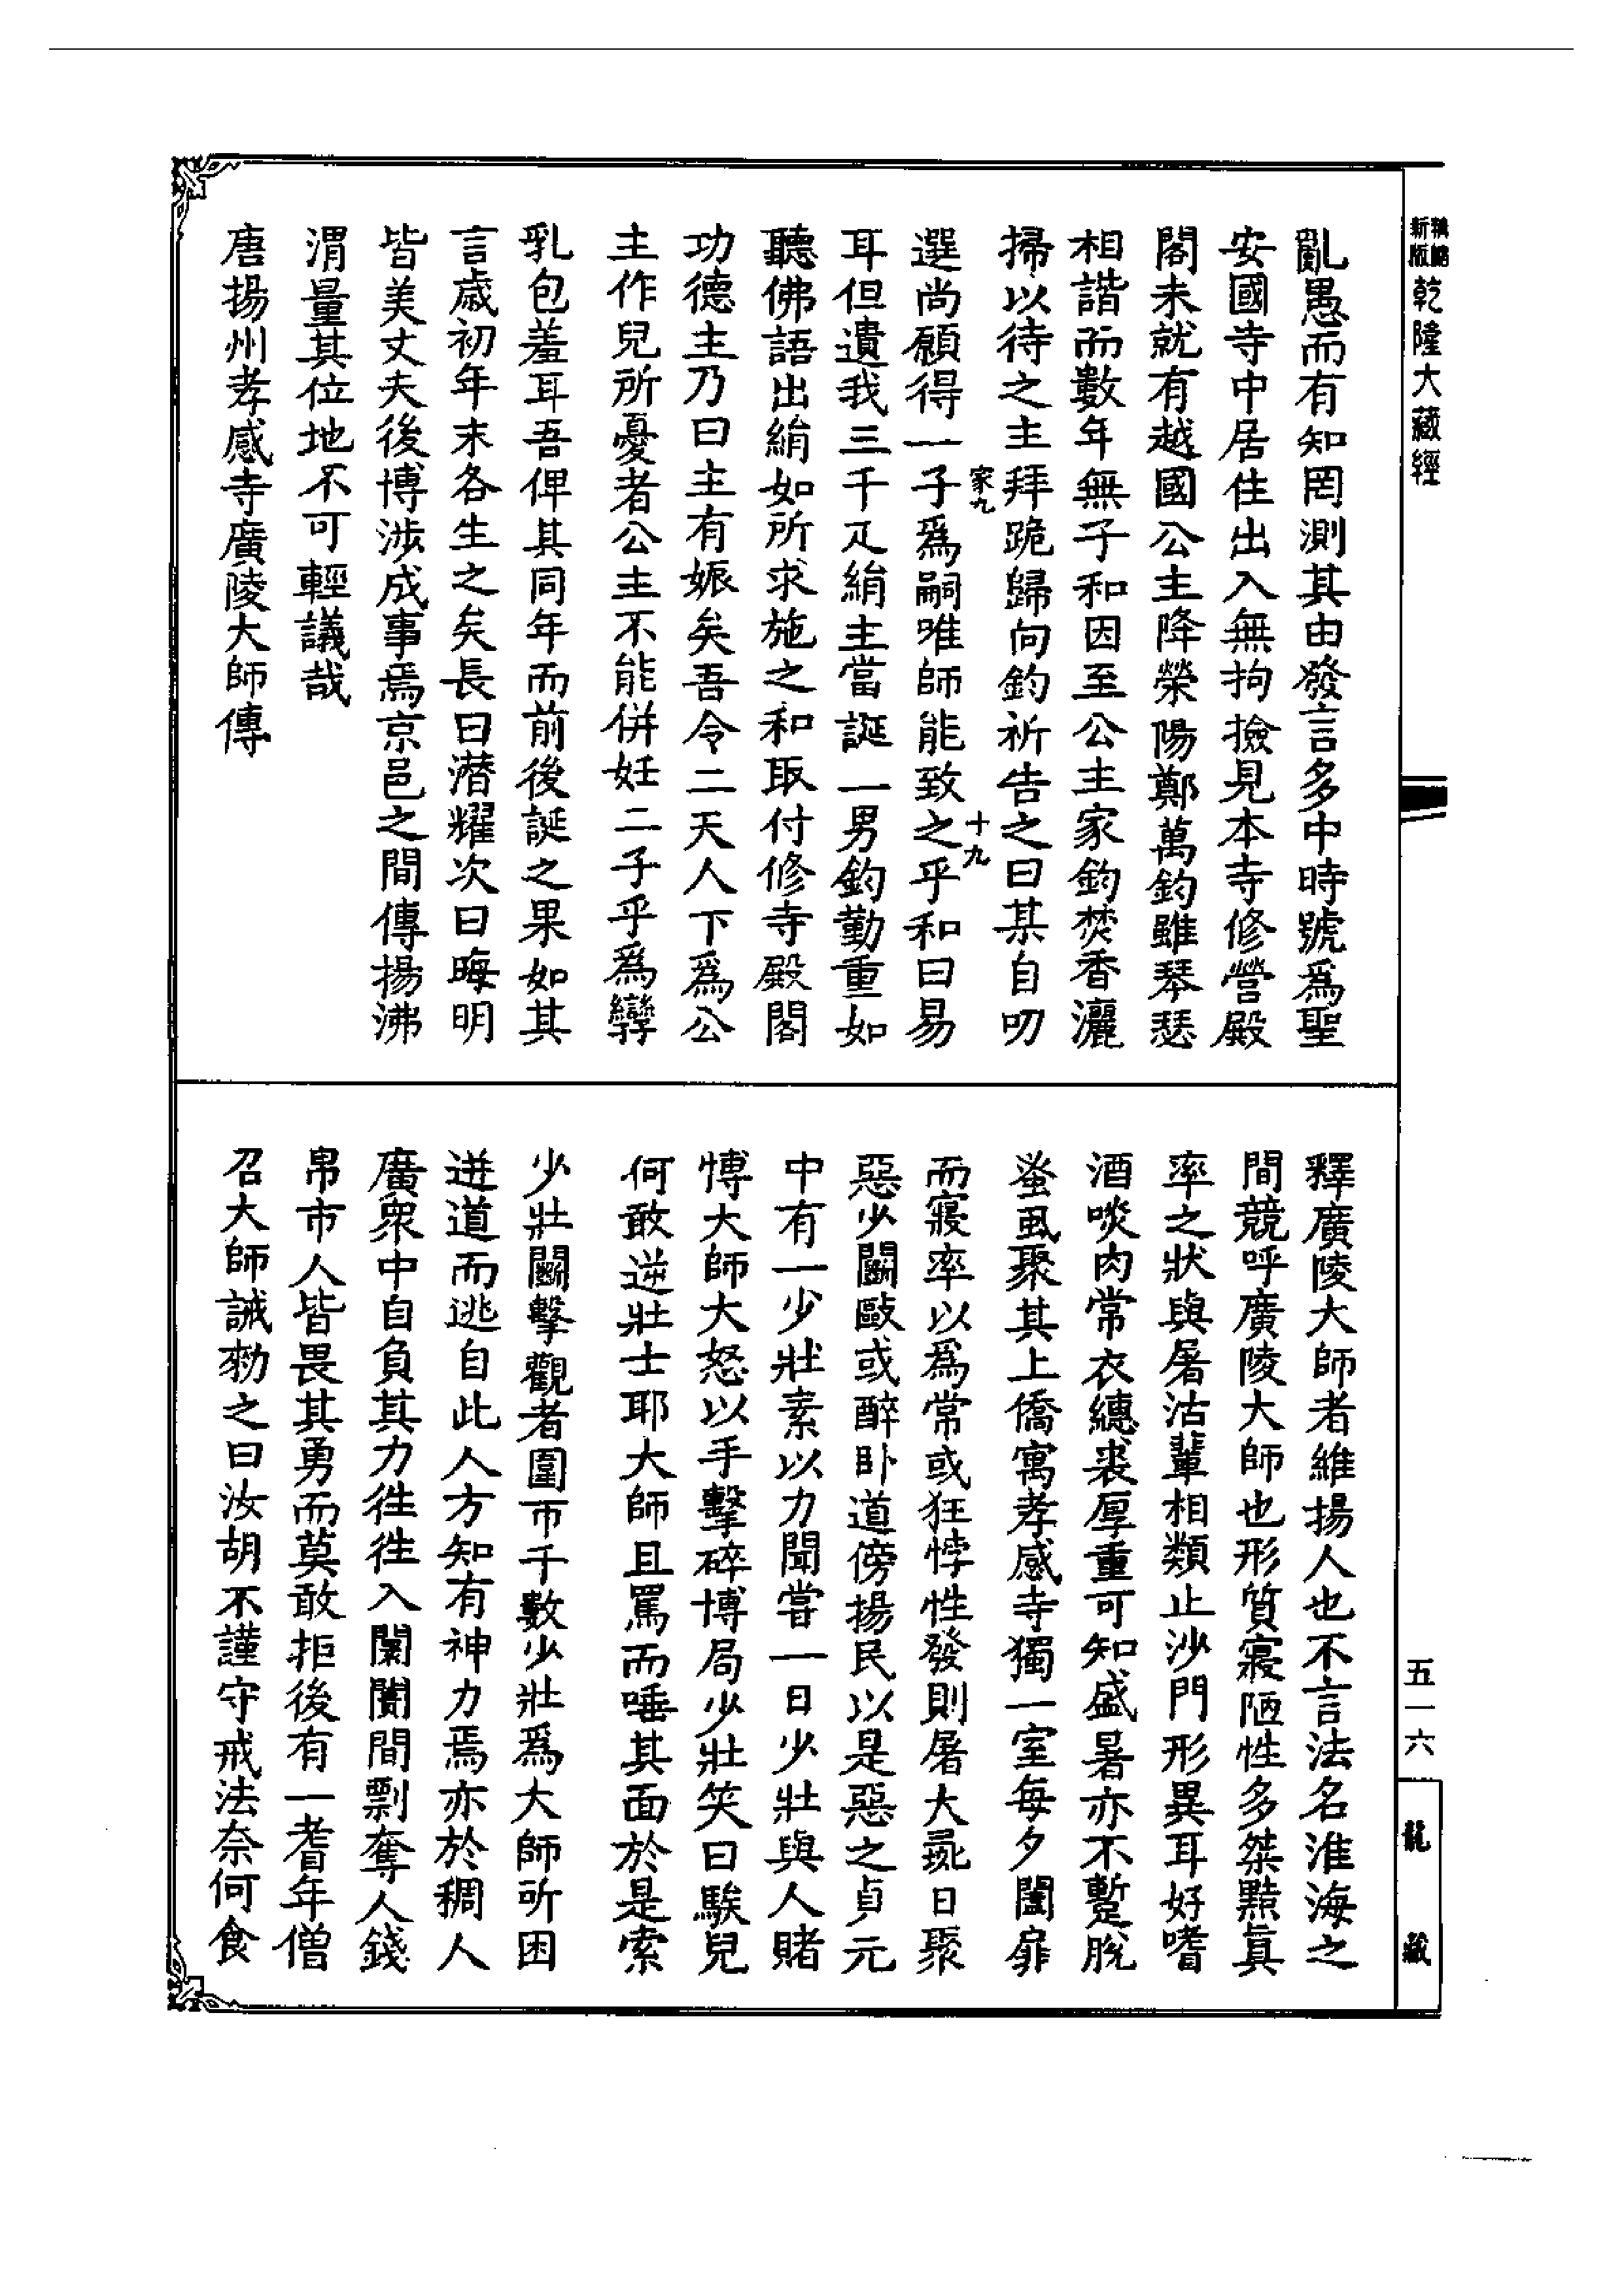 新版
乾隆大藏經
亂愚而有知罔測其由發言多中時號爲聖
安國寺中居住出入無拘撿見本寺修營殿
閣未就有越國公主降榮陽鄭萬鈞雖琴瑟
相諧而數年無子和因至公主家鈞焚香灑
掃以待之主拜跪歸向鈞祈告之曰某自叨
家九
十九
選尚願得一子爲嗣唯師能致之乎和曰易
耳但遺我三千疋絹主當誕一男鈞勤重如
聽佛語出絹如所求施之和取付修寺殿閣
功德主乃曰主有娠矣吾令二天人下爲公
主作兒所憂者公主不能併妊二子乎爲孿
乳包羞耳吾俾其同年而前後誕之果如其
言歲初年末各生之矣長曰潜耀次曰晦明
皆美丈夫後博涉成事焉京邑之間傳揚沸
渭量其位地不可輕議哉
唐揚州孝感寺廣陵大師傳
釋廣陵大師者維揚人也不言法名淮海之
間競呼廣陵大師也形質寢陋性多桀黠眞
率之狀與屠沽輩相類止沙門形異耳好嗜
酒啖肉常衣繐裘厚重可知盛暑亦不蹔脫
蚤虱聚其上僑寓孝感寺獨一室每夕闔扉
而寢率以爲常或狂悖性發則屠犬彘日聚
惡少鬬毆或醉卧道傍揚民以是惡之貞元
中有一少壯素以力聞嘗一日少壯與人賭
博大師大怒以手擊碎博局少壯笑曰騃兒
何敢逆壯士耶大師且罵而唾其面於是索
少壯鬬擊觀者圍帀千數少壯爲大師所困
迸道而逃自此人方知有神力焉亦於稠人
廣衆中自負其力往往入闤闠間剽奪人錢
帛市人皆畏其勇而莫敢拒後有一耆年僧
召大師誡勑之曰汝胡不謹守戒法奈何食
五一六
龍藏